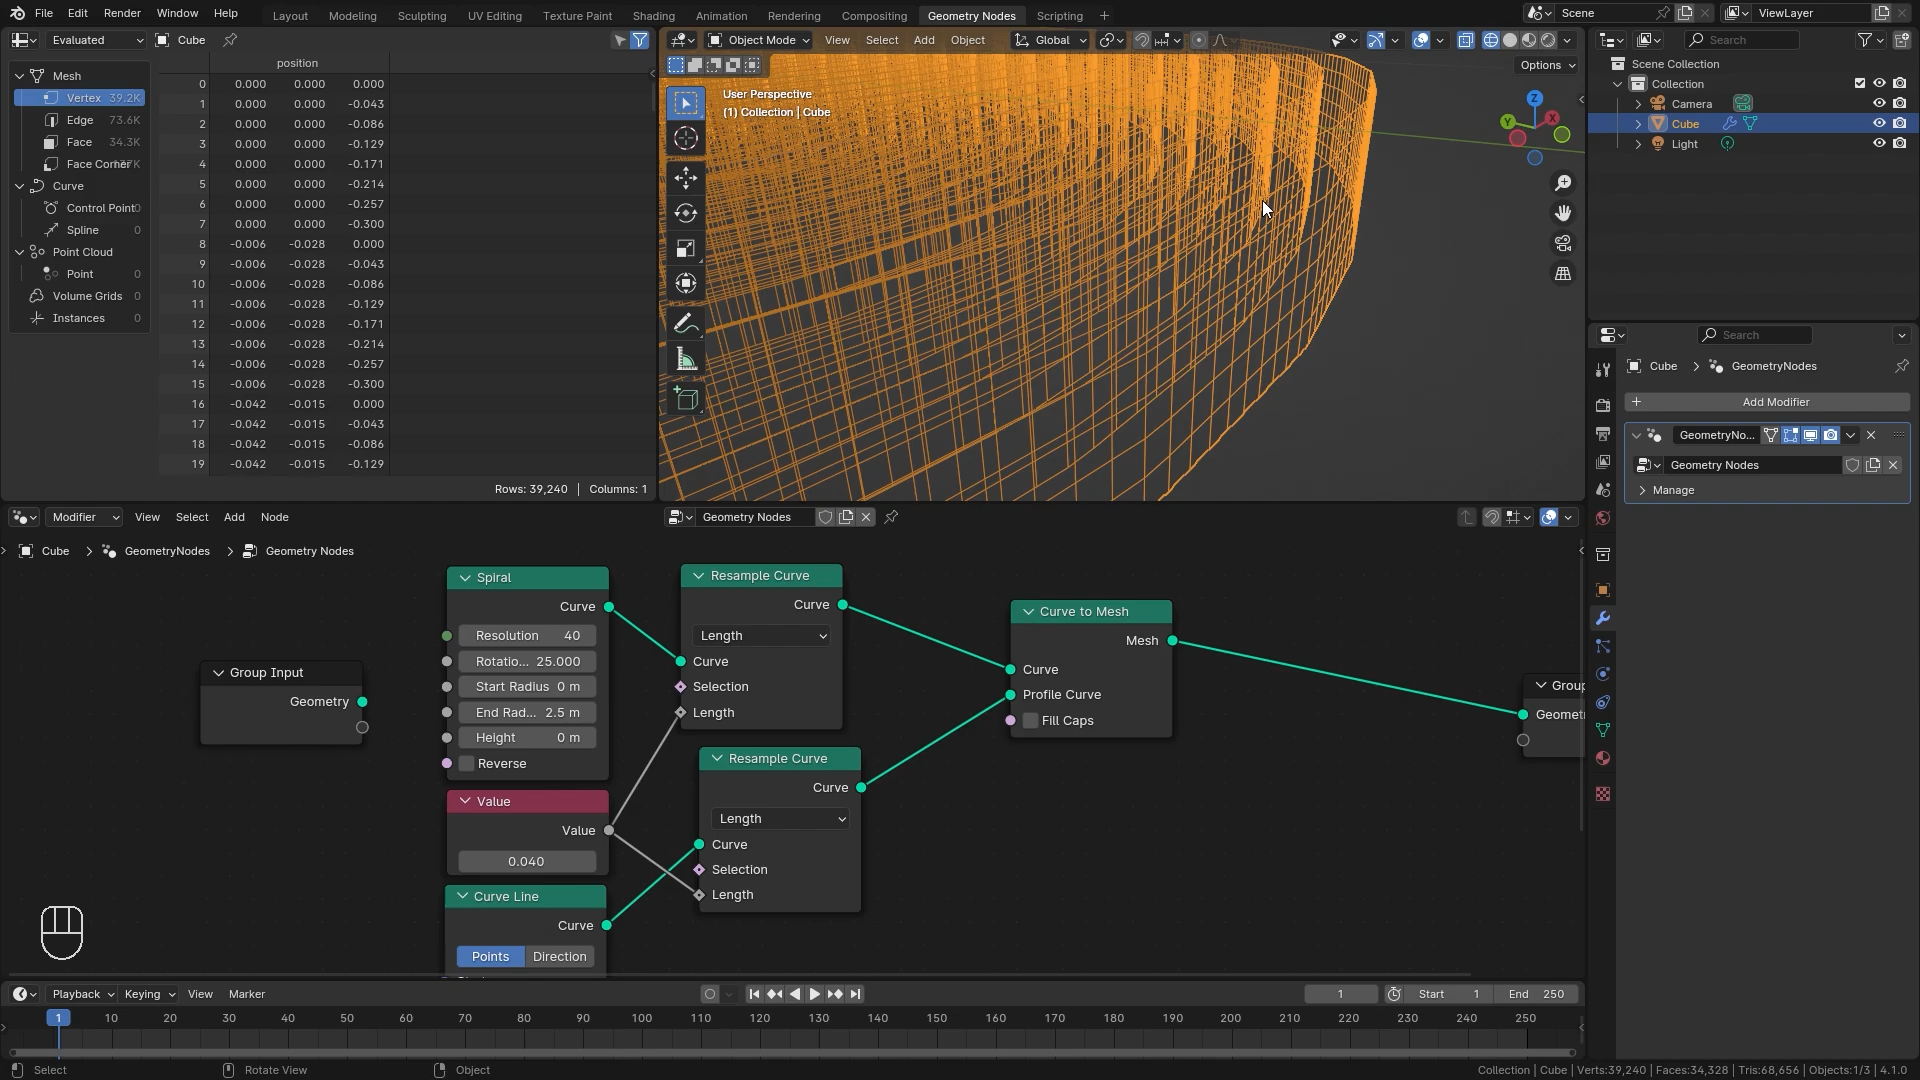 File Edit Render Window Help Layout Modeling Sculpting UV Editing Texture Paint Shading Animation Rendering Compositing Geometry Nodes Scripting + Scene ViewLayer
Evaluated Cube
Object Mode View Select Add Object Global
Options
Search
position
Mesh
Vertex 39.2K
Edge 73.6K
Face 34.3K
Curve
Control Point 0
Spline 0
Point Cloud
Point 0
Volume Grids 0
Instances 0
0 0.000 0.000 0.000
1 0.000 0.000 -0.043
2 0.000 0.000 -0.086
3 0.000 0.000 -0.129
4 0.000 0.000 -0.171
5 0.000 0.000 -0.214
6 0.000 0.000 -0.257
7 0.000 0.000 -0.300
8 -0.006 -0.028 0.000
9 -0.006 -0.028 -0.043
10 -0.006 -0.028 -0.086
11 -0.006 -0.028 -0.129
12 -0.006 -0.028 -0.171
13 -0.006 -0.028 -0.214
14 -0.006 -0.028 -0.257
15 -0.006 -0.028 -0.300
16 -0.042 -0.015 0.000
17 -0.042 -0.015 -0.043
18 -0.042 -0.015 -0.086
19 -0.042 -0.015 -0.129
Rows: 39,240 | Columns: 1
User Perspective
(1) Collection | Cube
Z
Y X
Scene Collection
Collection
Camera
Cube
Light
Search
Cube > GeometryNodes
+ Add Modifier
GeometryNo...
Geometry Nodes
Manage
Modifier View Select Add Node Geometry Nodes
Cube > GeometryNodes > Geometry Nodes
Group Input
Geometry
Spiral
Curve
Resolution 40
Rotatio... 25.000
Start Radius 0 m
End Rad... 2.5 m
Height 0 m
Reverse
Value
Value
0.040
Curve Line
Curve
Points Direction
Resample Curve
Curve
Length
Curve
Selection
Length
Resample Curve
Curve
Length
Curve
Selection
Length
Curve to Mesh
Mesh
Curve
Profile Curve
Fill Caps
Group
Geomet
Playback Keying View Marker 1 Start 1 End 250
1 10 20 30 40 50 60 70 80 90 100 110 120 130 140 150 160 170 180 190 200 210 220 230 240 250
Select Rotate View Object Collection | Cube | Verts:39,240 | Faces:34,328 | Tris:68,656 | Objects:1/3 | 4.1.0